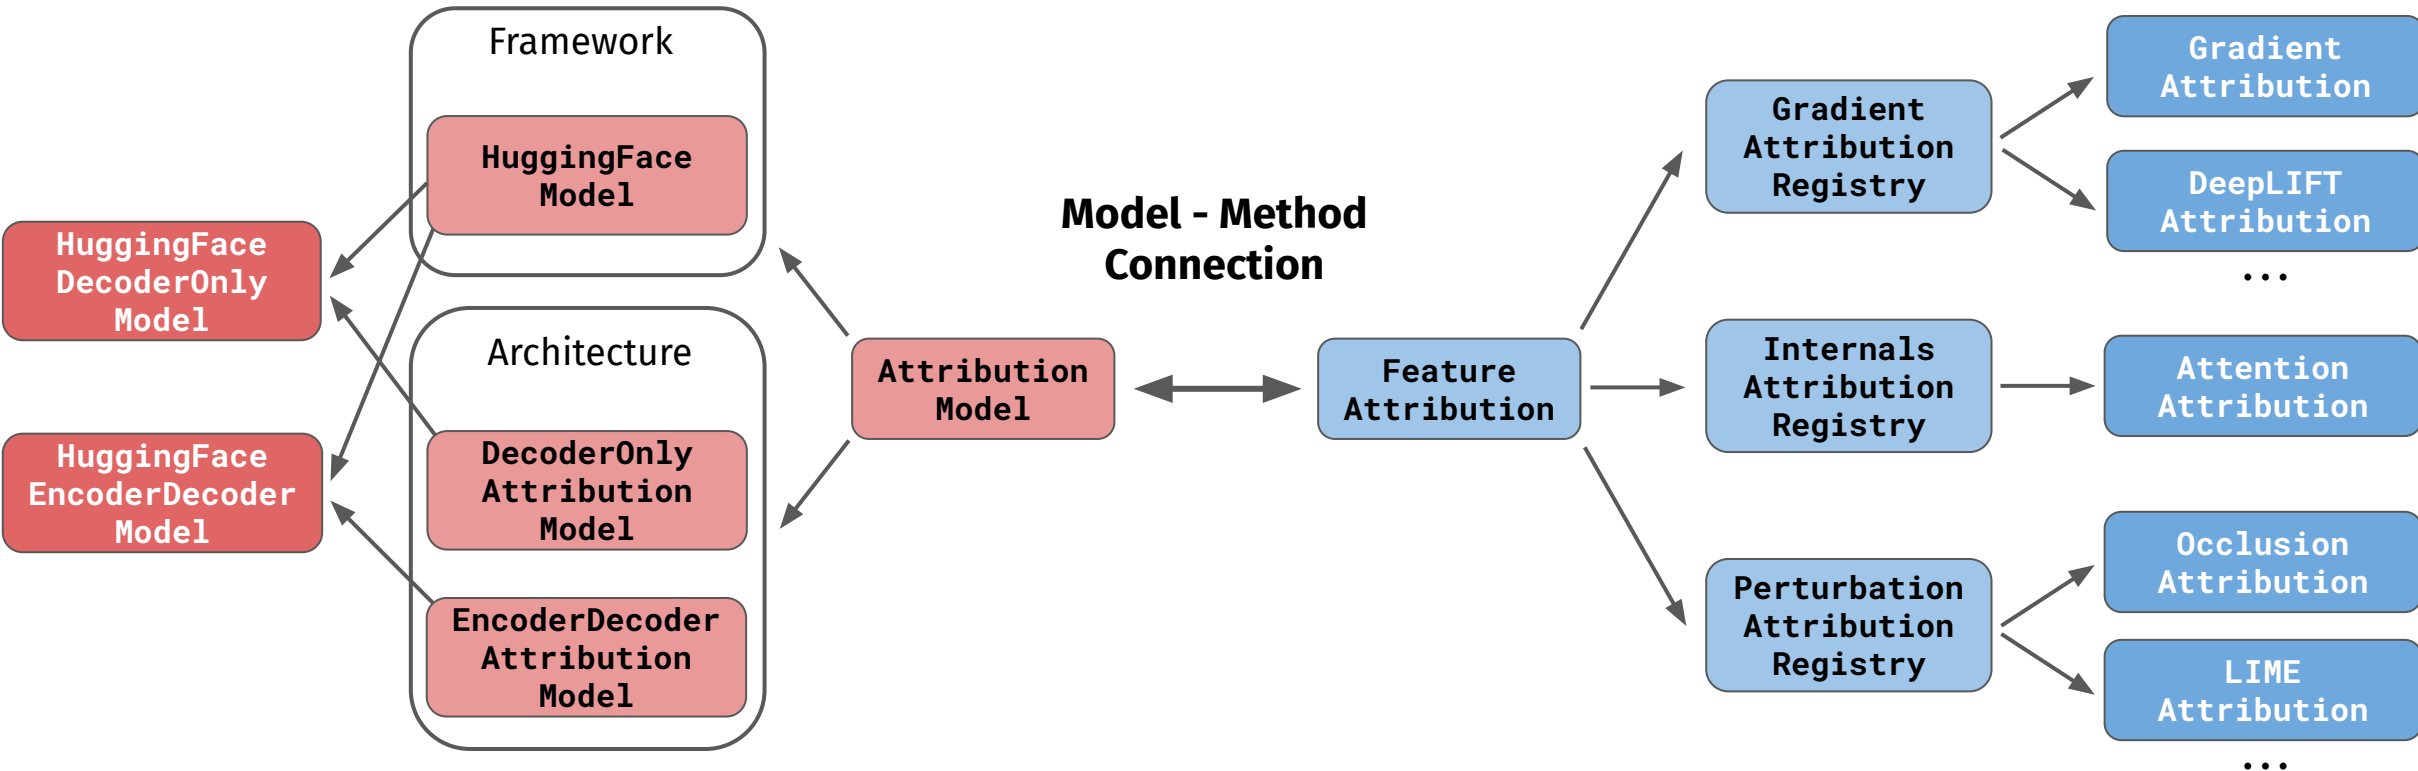 Framework
HuggingFace
Model
HuggingFace
DecoderOnly
Model
Architecture
DecoderOnly
Attribution
Model
HuggingFace
EncoderDecoder
Model
EncoderDecoder
Attribution
Model
Model - Method
Connection
Attribution
Model
Feature
Attribution
Gradient
Attribution
Registry
Internals
Attribution
Registry
Perturbation
Attribution
Registry
Gradient
Attribution
DeepLIFT
Attribution
...
Attention
Attribution
Occlusion
Attribution
LIME
Attribution
...